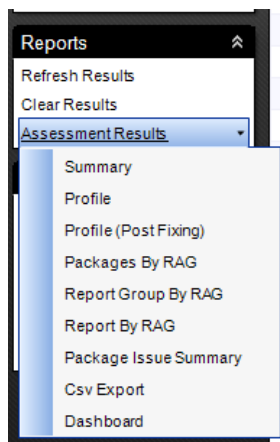 Reports
Refresh Results
Clear Results
Assessment Results
Summary
Profile
Profile (Post Fixing)
Packages By RAG
Report Group By RAG
Report By RAG
Package Issue Summary
Csv Export
Dashboard